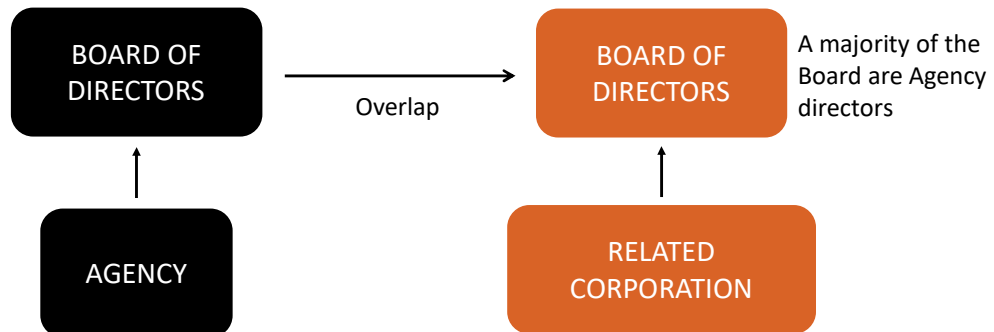 BOARD OF
DIRECTORS
Overlap
BOARD OF
DIRECTORS
A majority of the
Board are Agency
directors
AGENCY
RELATED
CORPORATION